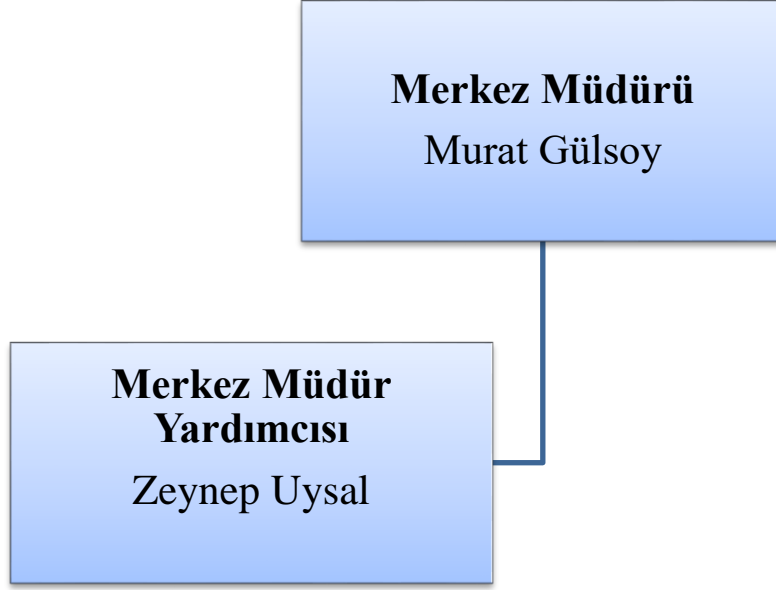 Merkez Müdürü
Murat Gülsoy
Merkez Müdür
Yardımcısı
Zeynep Uysal